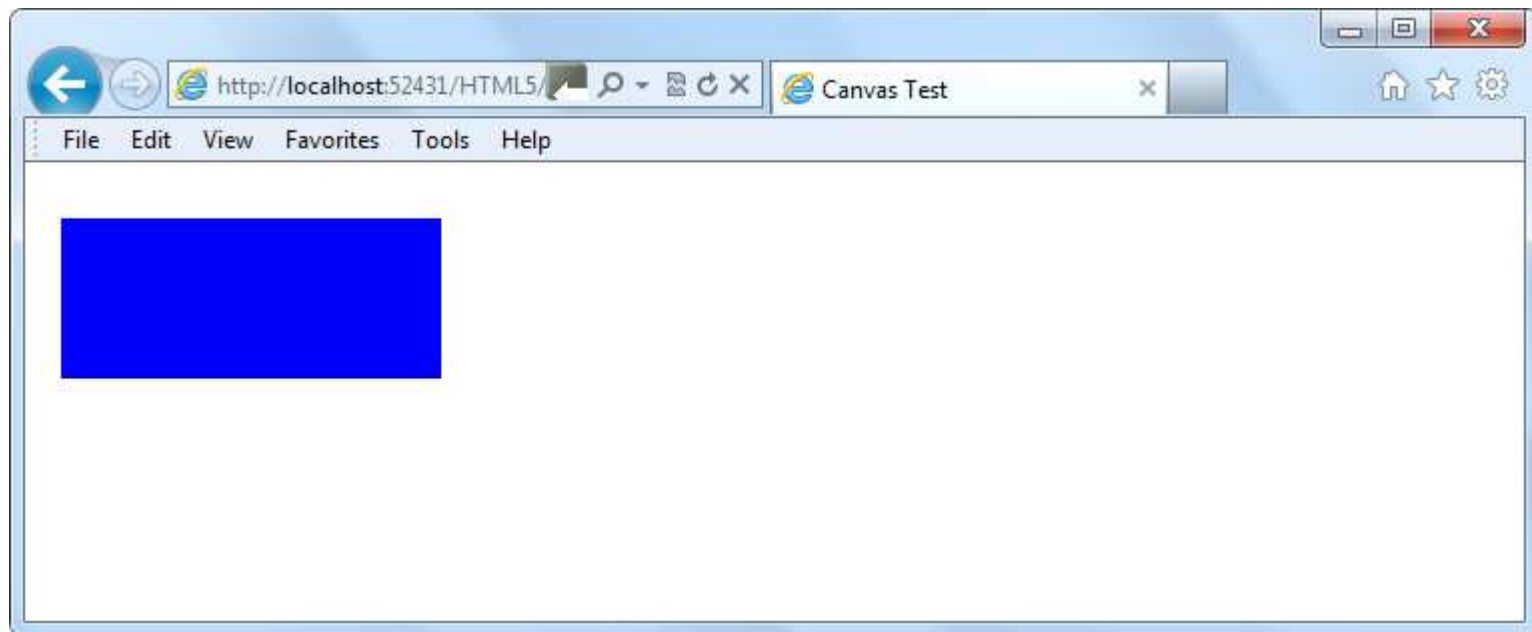 http://localhost:52431/HTML5/
Canvas Test
File Edit View Favorites Tools Help